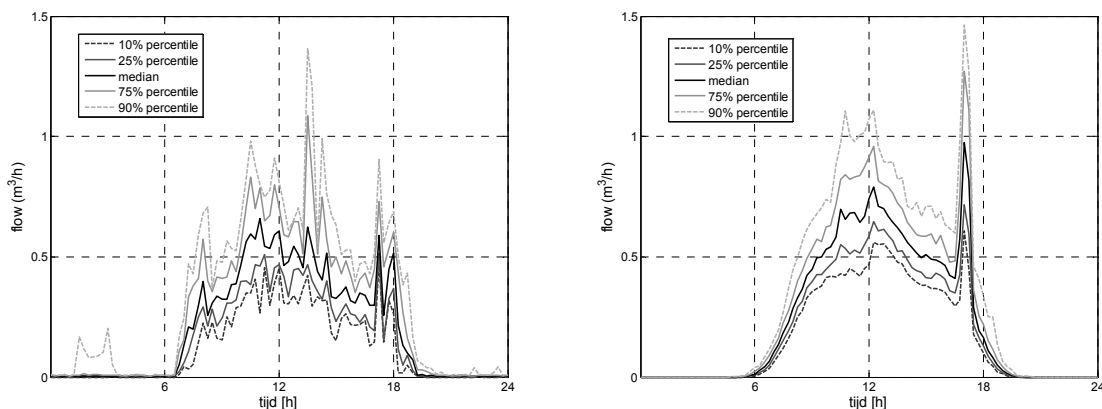 1.5
10% percentile
25% percentile
median
75% percentile
90% percentile
1
0.5
0
6
12
18
24
flow (m³/h)
tijd [h]
1.5
10% percentile
25% percentile
median
75% percentile
90% percentile
1
0.5
0
6
12
18
24
flow (m³/h)
tijd [h]